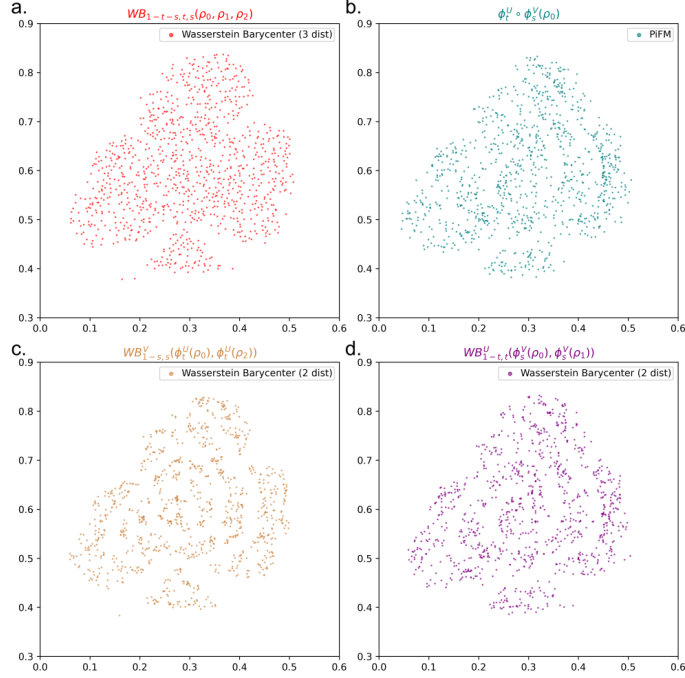 a.
WB_{1−t−s,t,s}(ρ_0, ρ_1, ρ_2)
Wasserstein Barycenter (3 dist)
0.9
0.8
0.7
0.6
0.5
0.4
0.3
0.0 0.1 0.2 0.3 0.4 0.5 0.6
b.
ϕ_t^U ∘ ϕ_s^V(ρ_0)
PiFM
0.9
0.8
0.7
0.6
0.5
0.4
0.3
0.0 0.1 0.2 0.3 0.4 0.5 0.6
c.
WB^V_{1−s,s}(ϕ_t^U(ρ_0), ϕ_t^U(ρ_2))
Wasserstein Barycenter (2 dist)
0.9
0.8
0.7
0.6
0.5
0.4
0.3
0.0 0.1 0.2 0.3 0.4 0.5 0.6
d.
WB^U_{1−t,t}(ϕ_s^V(ρ_0), ϕ_s^V(ρ_1))
Wasserstein Barycenter (2 dist)
0.9
0.8
0.7
0.6
0.5
0.4
0.3
0.0 0.1 0.2 0.3 0.4 0.5 0.6